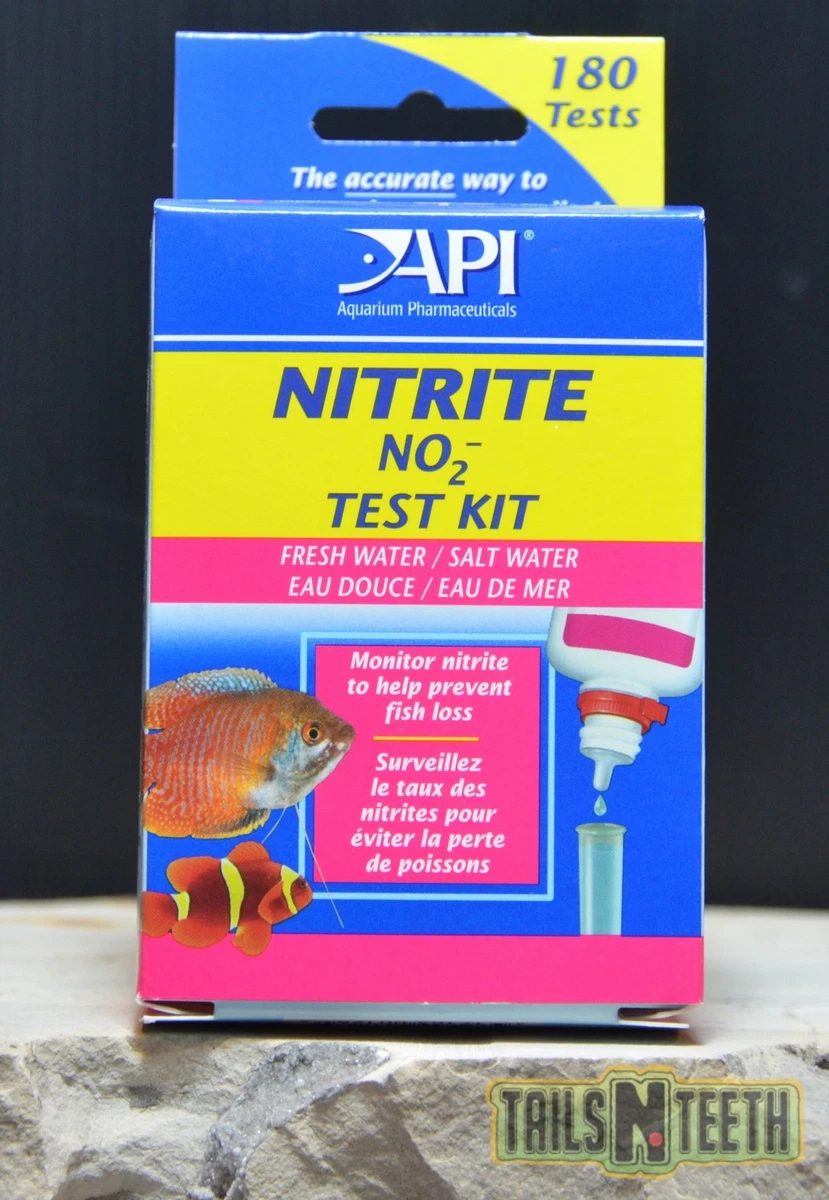 180
Tests
The accurate way to
API®
Aquarium Pharmaceuticals
NITRITE
NO₂⁻
TEST KIT
FRESH WATER / SALT WATER
EAU DOUCE / EAU DE MER
Monitor nitrite
to help prevent
fish loss
Surveillez
le taux des
nitrites pour
éviter la perte
de poissons
TAILS N TEETH